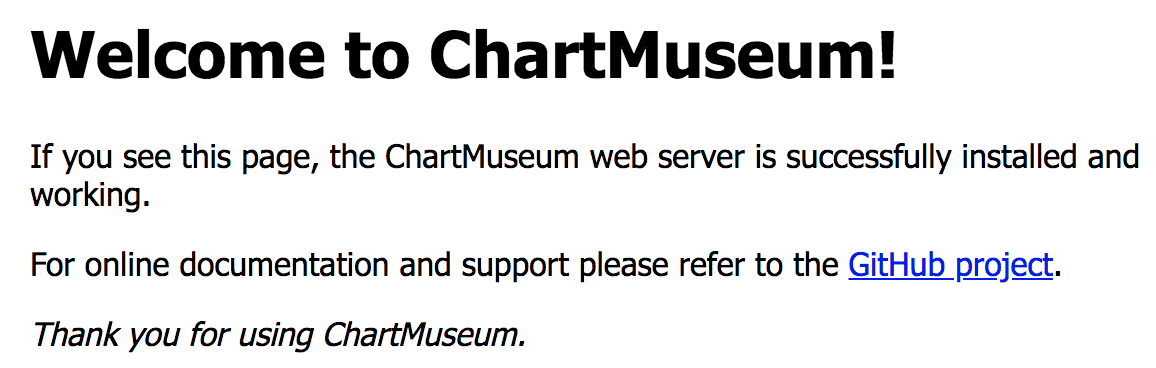 Welcome to ChartMuseum!
If you see this page, the ChartMuseum web server is successfully installed and
working.
For online documentation and support please refer to the GitHub project.
Thank you for using ChartMuseum.